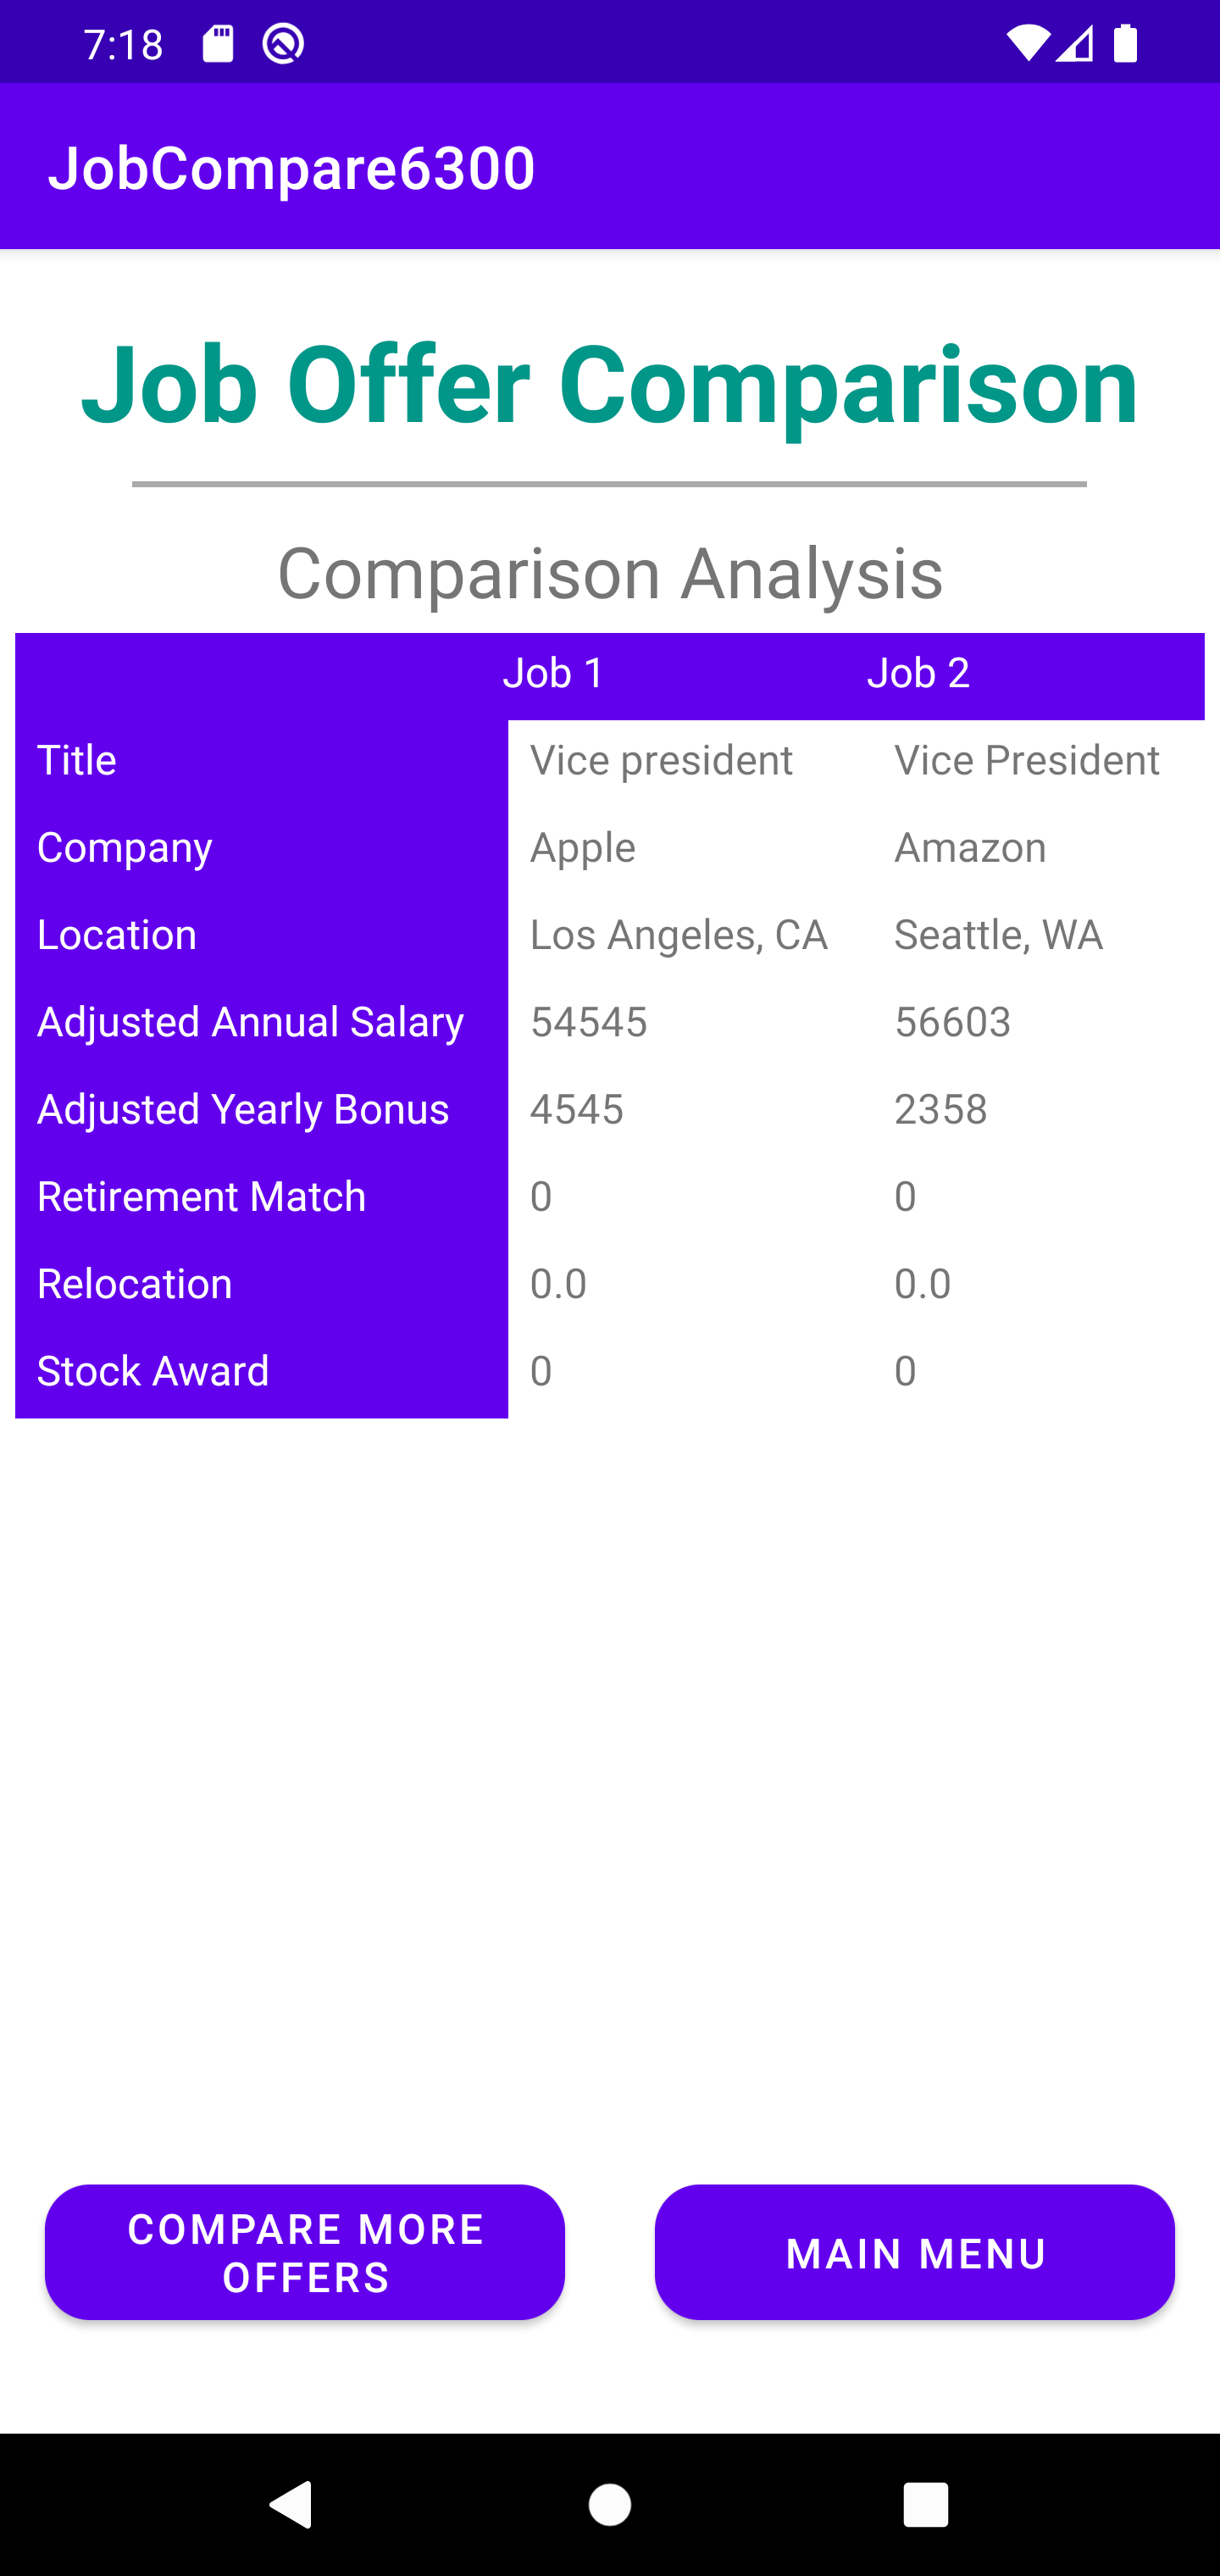 7:18
JobCompare6300
Job Offer Comparison
Comparison Analysis
Job 1 Job 2
Title Vice president Vice President
Company Apple Amazon
Location Los Angeles, CA Seattle, WA
Adjusted Annual Salary 54545 56603
Adjusted Yearly Bonus 4545 2358
Retirement Match 0 0
Relocation 0.0 0.0
Stock Award 0 0
COMPARE MORE
OFFERS
MAIN MENU